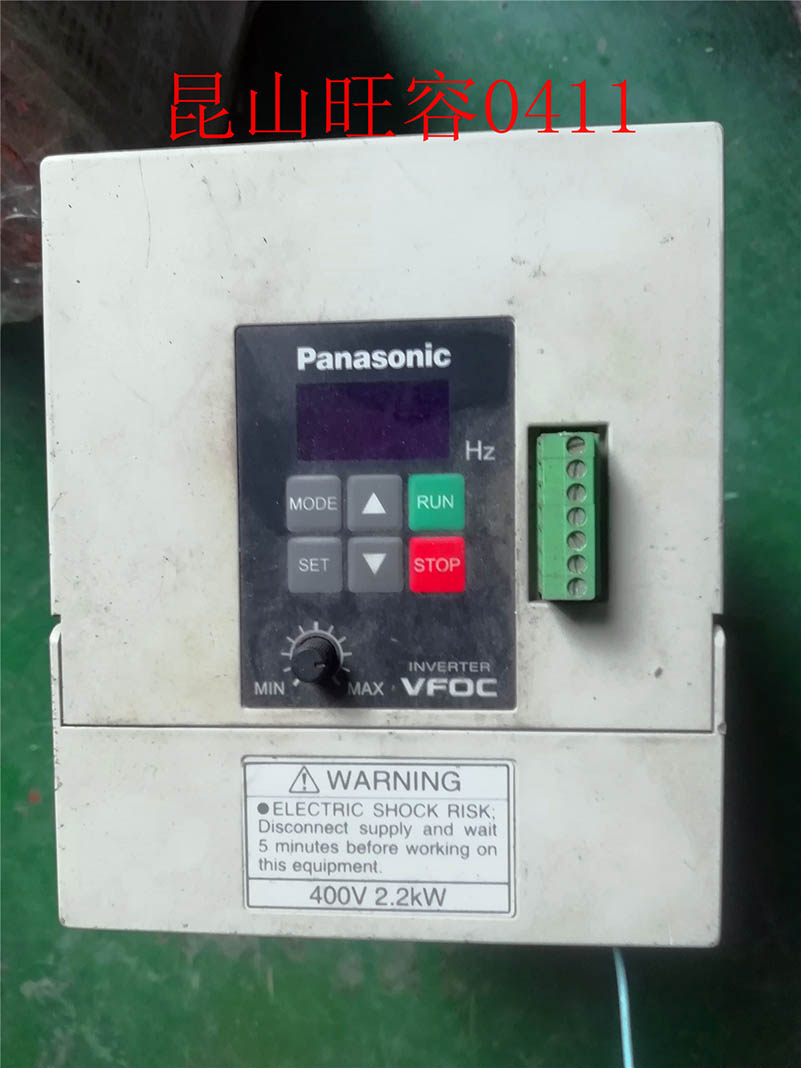 昆山旺容0411
Panasonic
Hz
MODE ▲ RUN
SET ▼ STOP
MIN MAX
INVERTER
VFOC
⚠ WARNING
●ELECTRIC SHOCK RISK;
Disconnect supply and wait
5 minutes before working on
this equipment.
400V 2.2kW